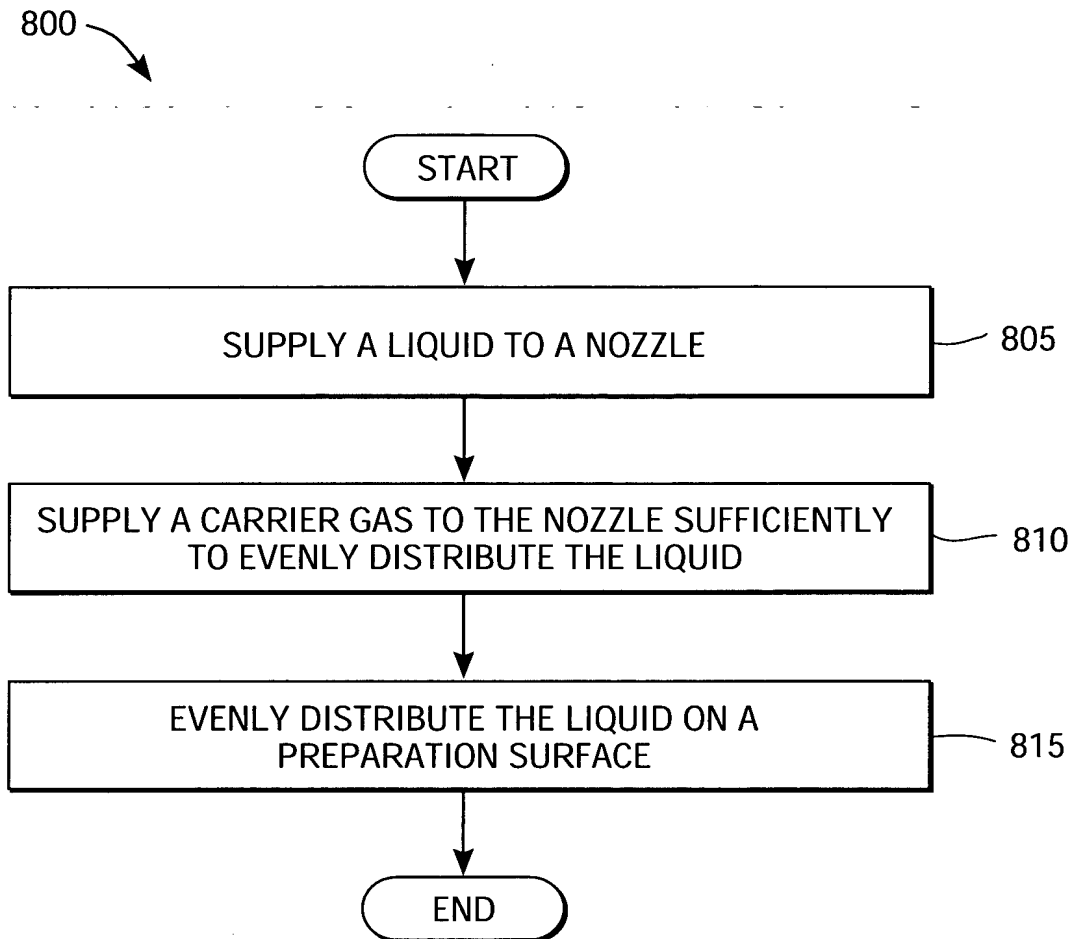 800
START
SUPPLY A LIQUID TO A NOZZLE
805
SUPPLY A CARRIER GAS TO THE NOZZLE SUFFICIENTLY
TO EVENLY DISTRIBUTE THE LIQUID
810
EVENLY DISTRIBUTE THE LIQUID ON A
PREPARATION SURFACE
815
END